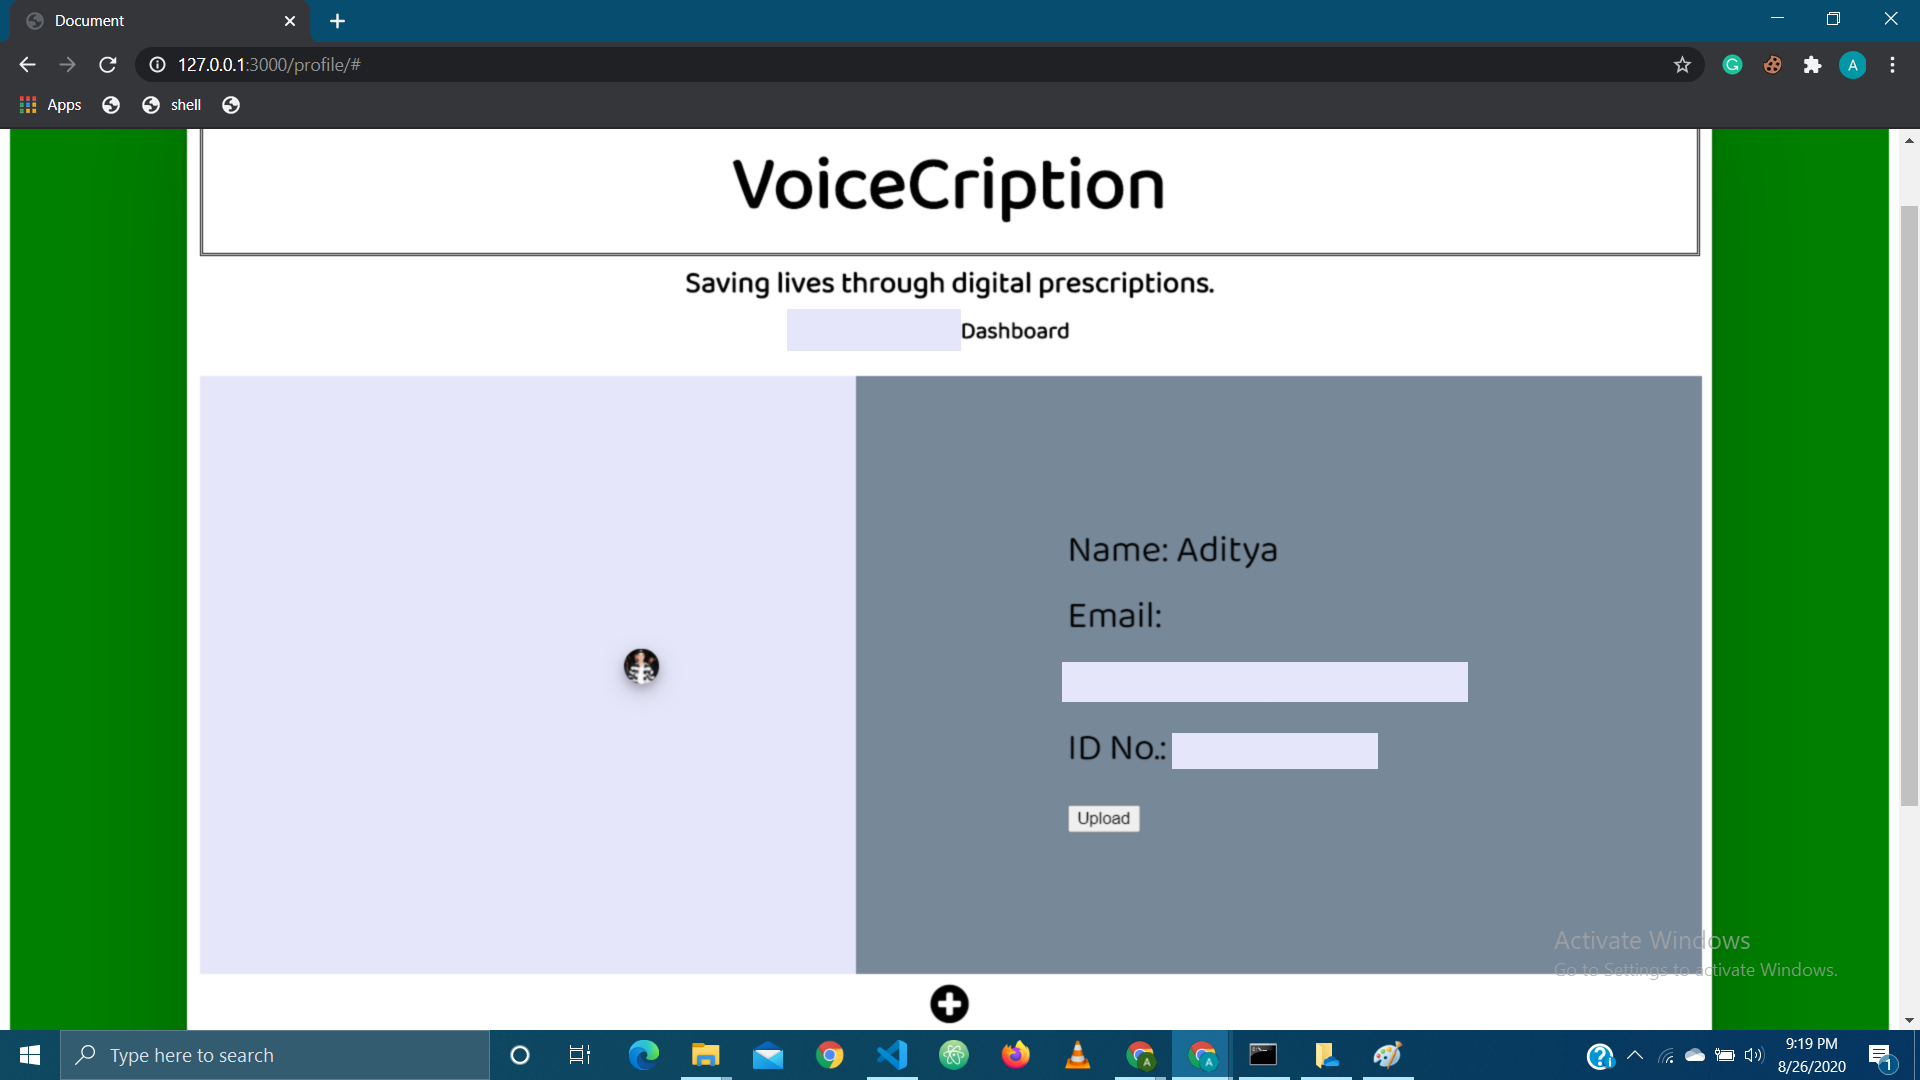 Document
127.0.0.1:3000/profile/#
A
Apps
shell
VoiceCription
Saving lives through digital prescriptions.
Dashboard
Name: Aditya
Email:
ID No.:
Upload
Activate Windows
Go to Settings to activate Windows.
Type here to search
9:19 PM
8/26/2020
1